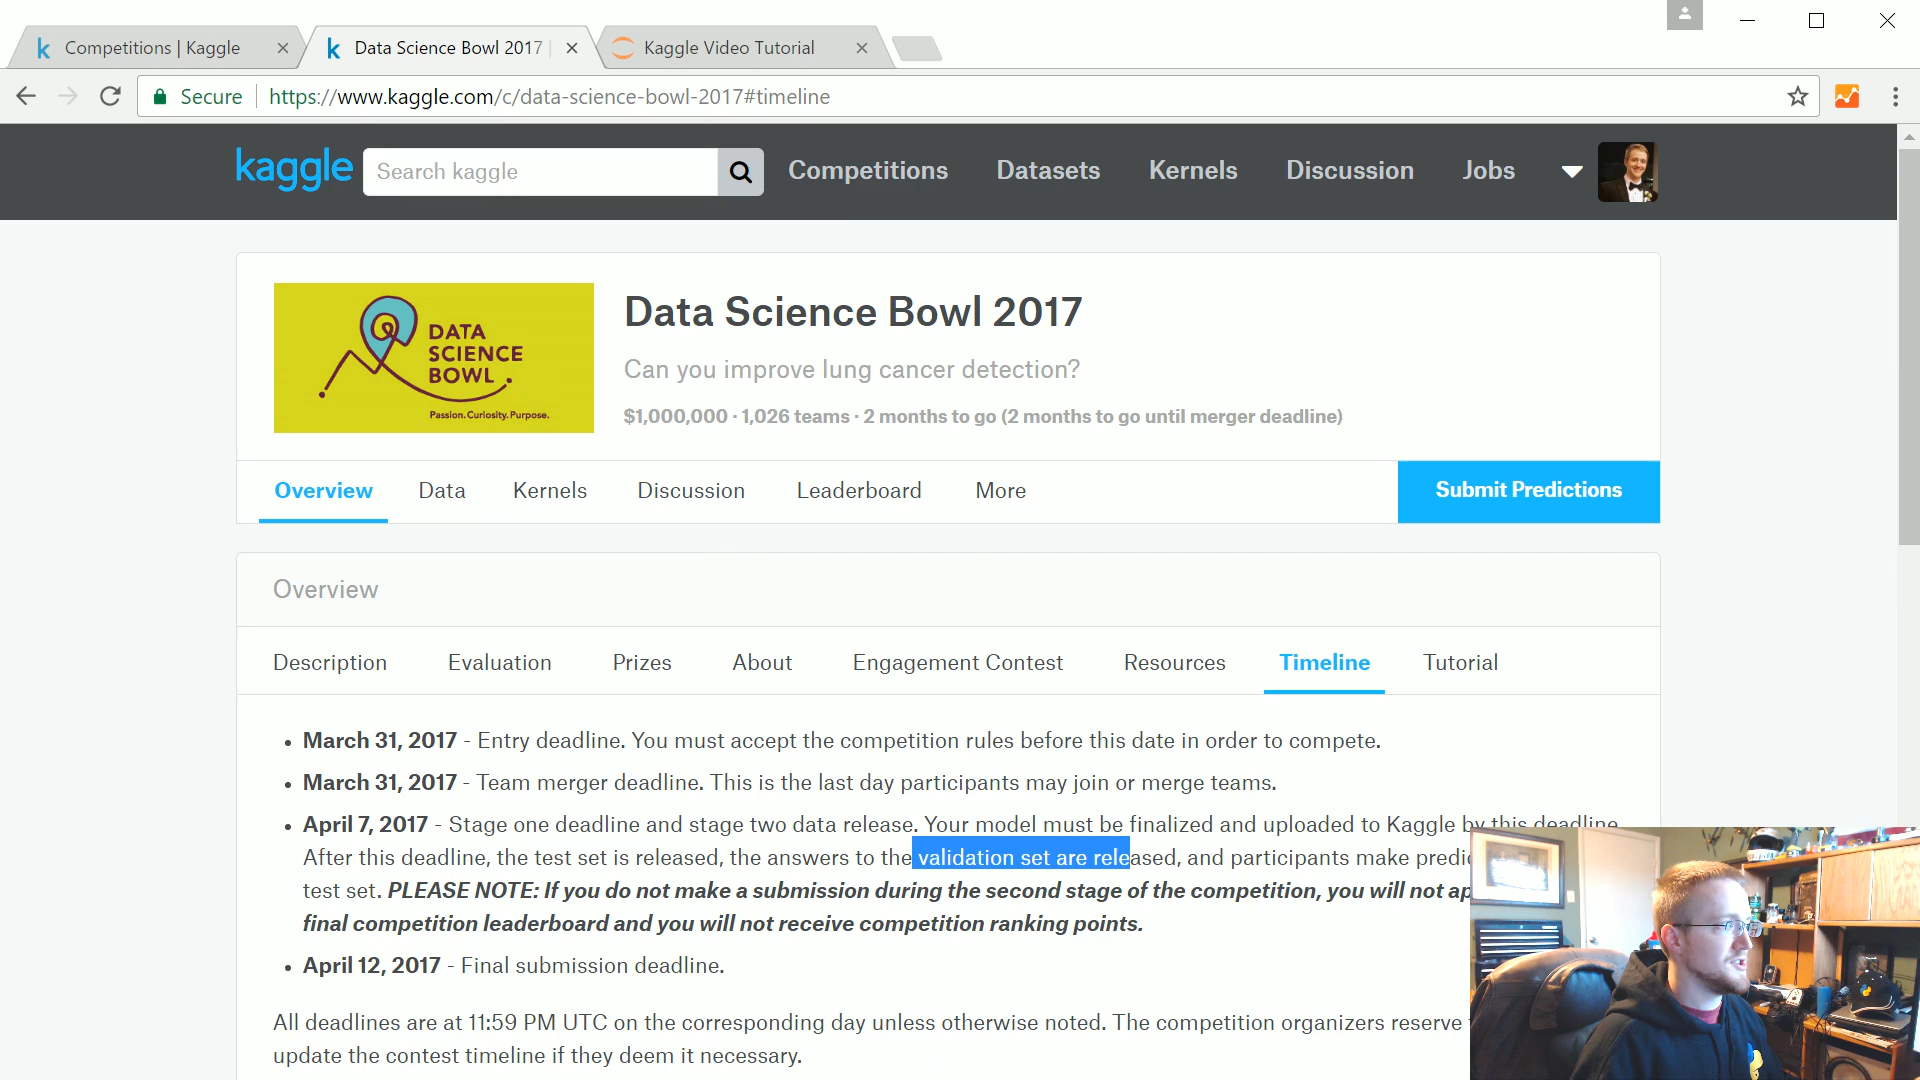 Competitions | Kaggle
Data Science Bowl 2017 |
Kaggle Video Tutorial
Secure
https://www.kaggle.com/c/data-science-bowl-2017#timeline
kaggle
Search kaggle
Competitions
Datasets
Kernels
Discussion
Jobs
DATA
SCIENCE
BOWL
Passion. Curiosity. Purpose.
Data Science Bowl 2017
Can you improve lung cancer detection?
$1,000,000 · 1,026 teams · 2 months to go (2 months to go until merger deadline)
Overview
Data
Kernels
Discussion
Leaderboard
More
Submit Predictions
Overview
Description
Evaluation
Prizes
About
Engagement Contest
Resources
Timeline
Tutorial
• March 31, 2017 - Entry deadline. You must accept the competition rules before this date in order to compete.
• March 31, 2017 - Team merger deadline. This is the last day participants may join or merge teams.
• April 7, 2017 - Stage one deadline and stage two data release. Your model must be finalized and uploaded to Kaggle by this deadline.
After this deadline, the test set is released, the answers to the validation set are released, and participants make
test set. PLEASE NOTE: If you do not make a submission during the second stage of the competition, you will not
final competition leaderboard and you will not receive competition ranking points.
• April 12, 2017 - Final submission deadline.
All deadlines are at 11:59 PM UTC on the corresponding day unless otherwise noted. The competition organizers reserve
update the contest timeline if they deem it necessary.